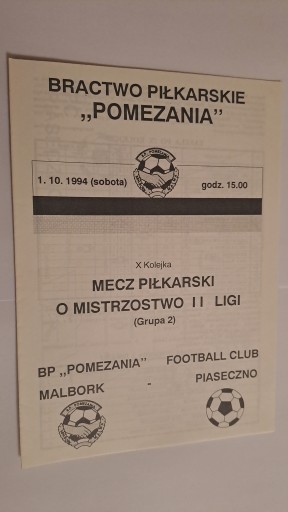 BRACTWO PIŁKARSKIE
„POMEZANIA"
1. 10. 1994 (sobota) godz. 15.00
X Kolejka
MECZ PIŁKARSKI
O MISTRZOSTWO II LIGI
(Grupa 2)
BP „POMEZANIA" FOOTBALL CLUB
MALBORK - PIASECZNO